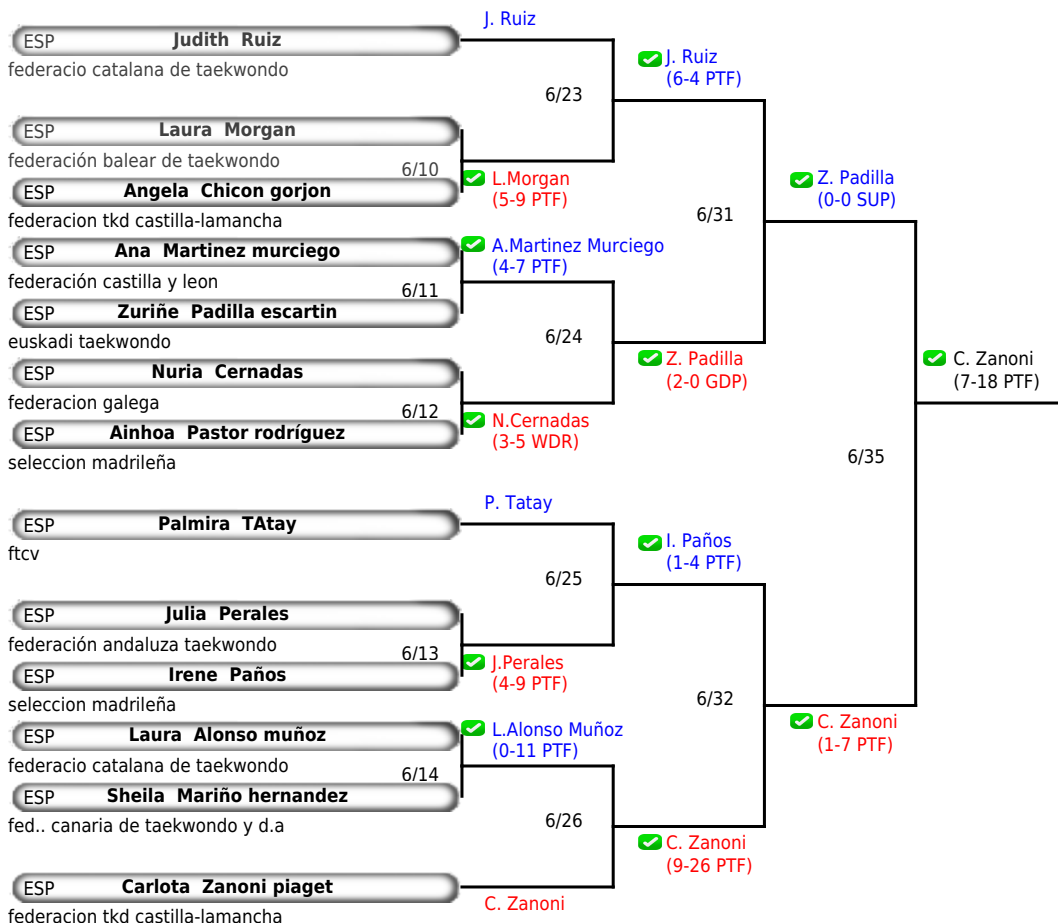 J. Ruiz
ESP Judith Ruiz
federacio catalana de taekwondo
J. Ruiz
(6-4 PTF)
6/23
ESP Laura Morgan
federación balear de taekwondo
6/10
L.Morgan
(5-9 PTF)
ESP Angela Chicon gorjon
federacion tkd castilla-lamancha
Z. Padilla
(0-0 SUP)
6/31
ESP Ana Martinez murciego
A.Martinez Murciego
(4-7 PTF)
federación castilla y leon
6/11
ESP Zuriñe Padilla escartin
euskadi taekwondo
6/24
Z. Padilla
(2-0 GDP)
ESP Nuria Cernadas
federacion galega
6/12
N.Cernadas
(3-5 WDR)
ESP Ainhoa Pastor rodríguez
seleccion madrileña
C. Zanoni
(7-18 PTF)
6/35
P. Tatay
ESP Palmira TAtay
ftcv
I. Paños
(1-4 PTF)
6/25
ESP Julia Perales
federación andaluza taekwondo
6/13
J.Perales
(4-9 PTF)
ESP Irene Paños
seleccion madrileña
6/32
C. Zanoni
(1-7 PTF)
ESP Laura Alonso muñoz
L.Alonso Muñoz
(0-11 PTF)
federacio catalana de taekwondo
6/14
ESP Sheila Mariño hernandez
fed.. canaria de taekwondo y d.a
6/26
C. Zanoni
(9-26 PTF)
ESP Carlota Zanoni piaget
C. Zanoni
federacion tkd castilla-lamancha